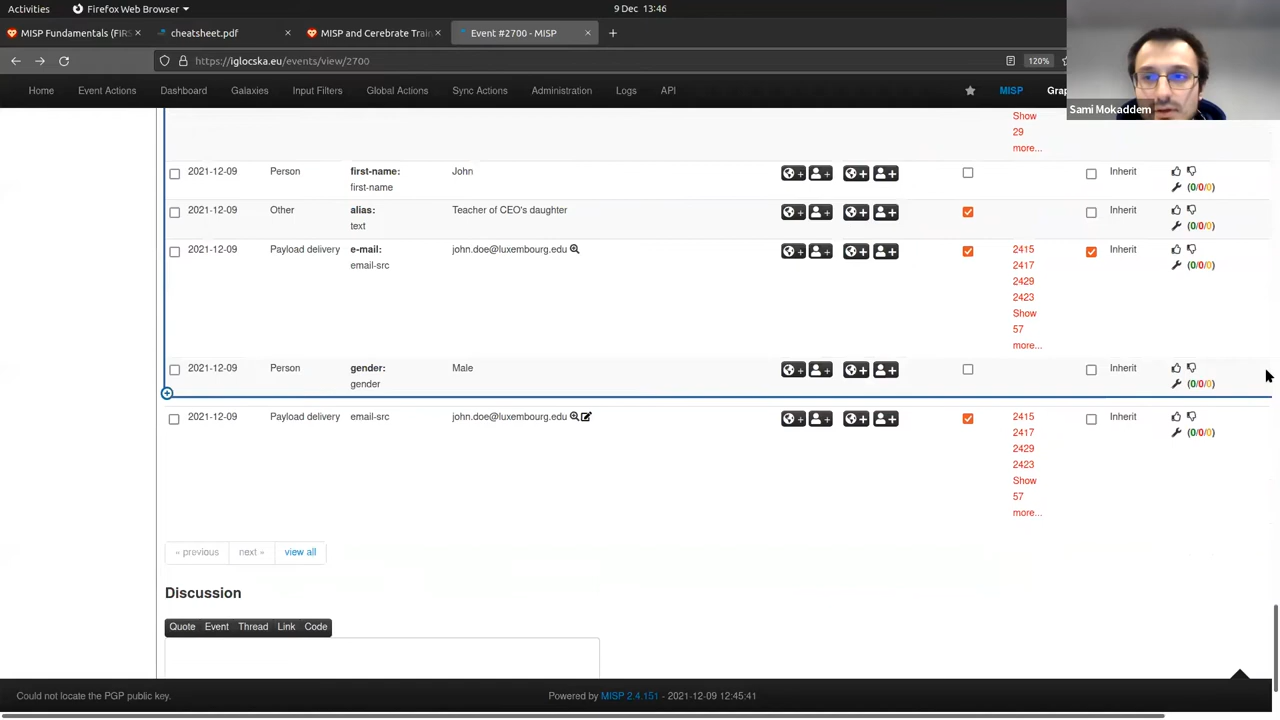 Activities
Firefox Web Browser
9 Dec 13:46
MISP Fundamentals (FIRS
cheatsheet.pdf
MISP and Cerebrate Train
Event #2700 - MISP
https://iglocska.eu/events/view/2700
120%
Home Event Actions Dashboard Galaxies Input Filters Global Actions Sync Actions Administration Logs API MISP Grap
Sami Mokaddem
Show
29
more...
2021-12-09 Person first-name: John Inherit
first-name (0/0/0)
2021-12-09 Other alias: Teacher of CEO's daughter Inherit
text (0/0/0)
2021-12-09 Payload delivery e-mail: john.doe@luxembourg.edu 2415 Inherit
email-src 2417 (0/0/0)
2429
2423
Show
57
more...
2021-12-09 Person gender: Male Inherit
gender (0/0/0)
2021-12-09 Payload delivery email-src john.doe@luxembourg.edu 2415 Inherit
2417 (0/0/0)
2429
2423
Show
57
more...
« previous next » view all
Discussion
Quote Event Thread Link Code
Could not locate the PGP public key.
Powered by MISP 2.4.151 - 2021-12-09 12:45:41